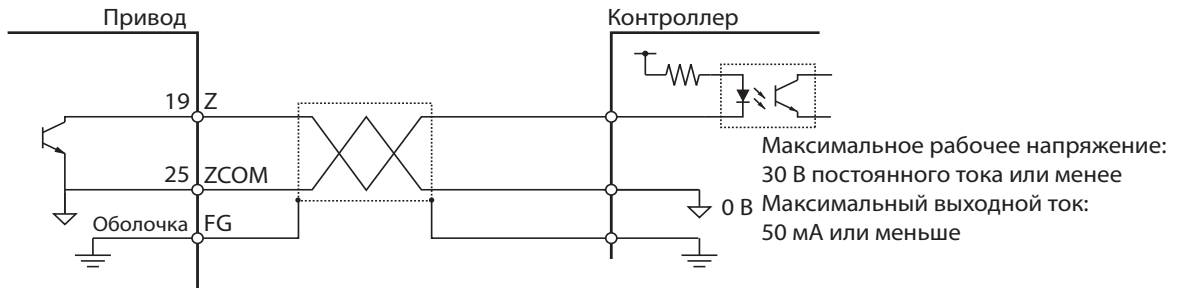 Привод
Контроллер
19 Z
25 ZCOM
Оболочка FG
0 В
Максимальное рабочее напряжение:
30 В постоянного тока или менее
Максимальный выходной ток:
50 мА или меньше